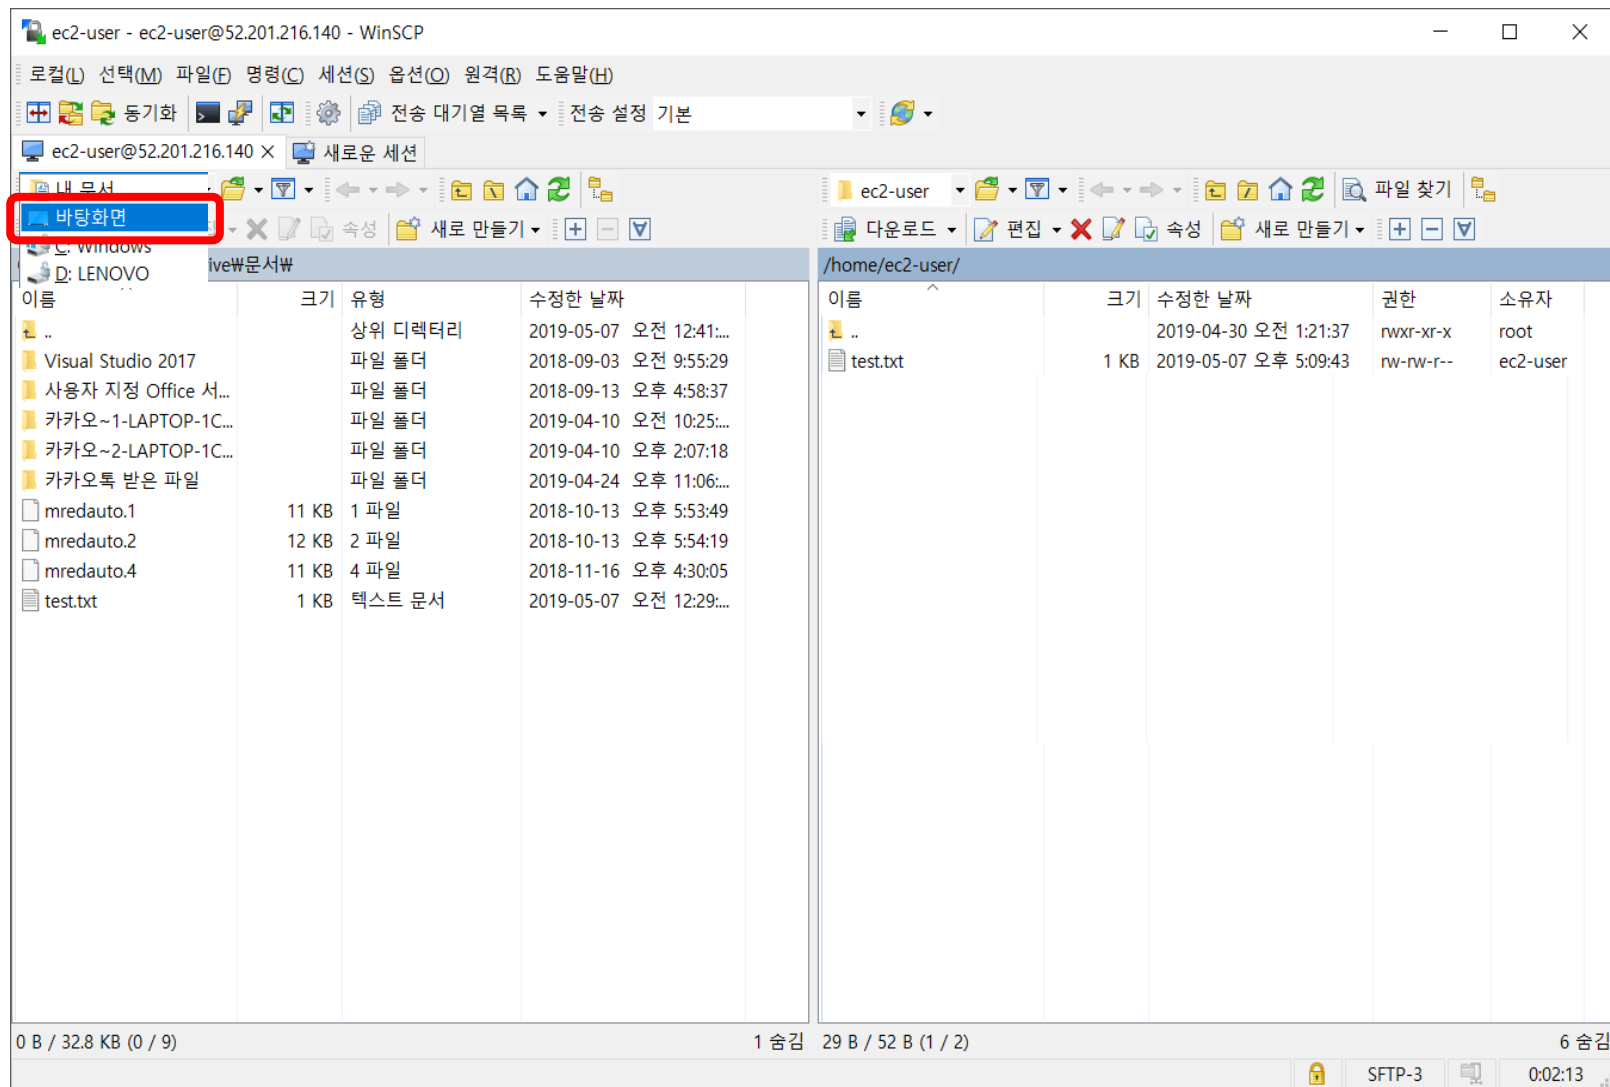 ec2-user - ec2-user@52.201.216.140 - WinSCP
로컬(L) 선택(M) 파일(F) 명령(C) 세션(S) 옵션(O) 원격(R) 도움말(H)
동기화 전송 대기열 목록 전송 설정 기본
ec2-user@52.201.216.140 새로운 세션
내 문서
바탕화면
C: Windows
D: LENOVO
속성 새로 만들기
ive₩문서₩
이름 크기 유형 수정한 날짜
.. 상위 디렉터리 2019-05-07 오전 12:41:...
Visual Studio 2017 파일 폴더 2018-09-03 오전 9:55:29
사용자 지정 Office 서... 파일 폴더 2018-09-13 오후 4:58:37
카카오~1-LAPTOP-1C... 파일 폴더 2019-04-10 오전 10:25:...
카카오~2-LAPTOP-1C... 파일 폴더 2019-04-10 오후 2:07:18
카카오톡 받은 파일 파일 폴더 2019-04-24 오후 11:06:...
mredauto.1 11 KB 1 파일 2018-10-13 오후 5:53:49
mredauto.2 12 KB 2 파일 2018-10-13 오후 5:54:19
mredauto.4 11 KB 4 파일 2018-11-16 오후 4:30:05
test.txt 1 KB 텍스트 문서 2019-05-07 오전 12:29:...
0 B / 32.8 KB (0 / 9) 1 숨김
ec2-user 파일 찾기
다운로드 편집 속성 새로 만들기
/home/ec2-user/
이름 크기 수정한 날짜 권한 소유자
.. 2019-04-30 오전 1:21:37 rwxr-xr-x root
test.txt 1 KB 2019-05-07 오후 5:09:43 rw-rw-r-- ec2-user
29 B / 52 B (1 / 2) 6 숨김
SFTP-3 0:02:13